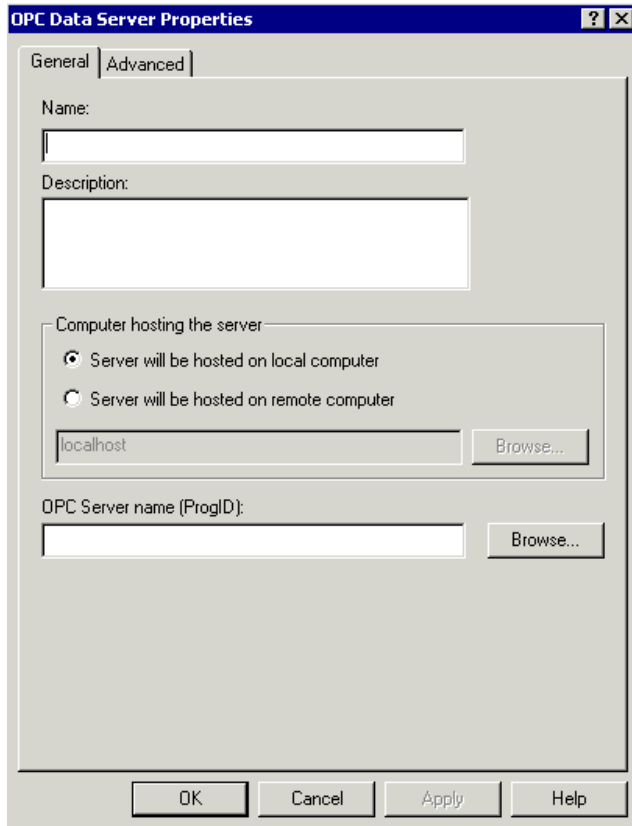 OPC Data Server Properties
General Advanced
Name:
Description:
Computer hosting the server
Server will be hosted on local computer
Server will be hosted on remote computer
localhost Browse...
OPC Server name (ProgID):
Browse...
OK Cancel Apply Help